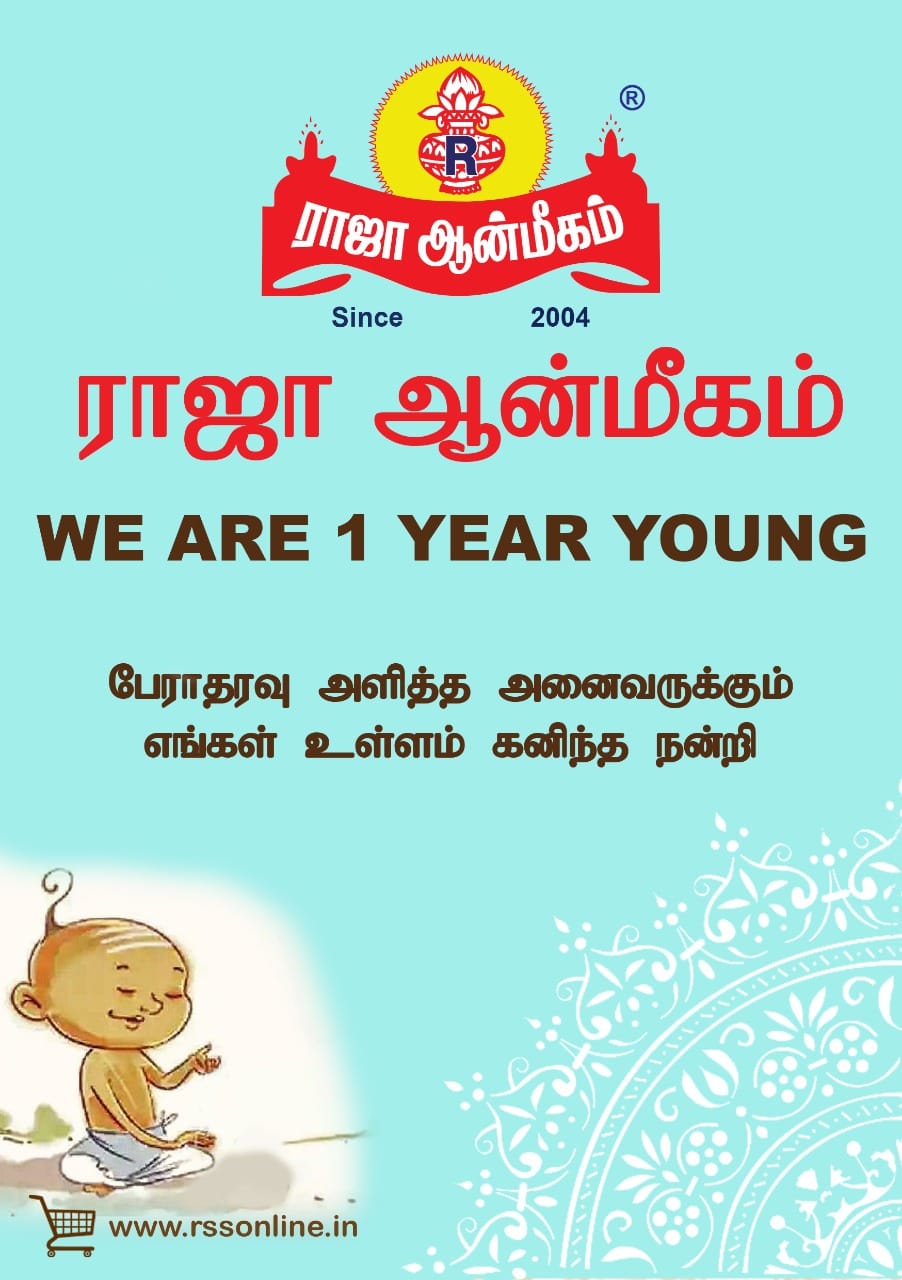 ®
R
ராஜா ஆன்மீகம்
Since 2004
ராஜா ஆன்மீகம்
WE ARE 1 YEAR YOUNG
பேராதரவு அளித்த அனைவருக்கும்
எங்கள் உள்ளம் கனிந்த நன்றி
www.rssonline.in